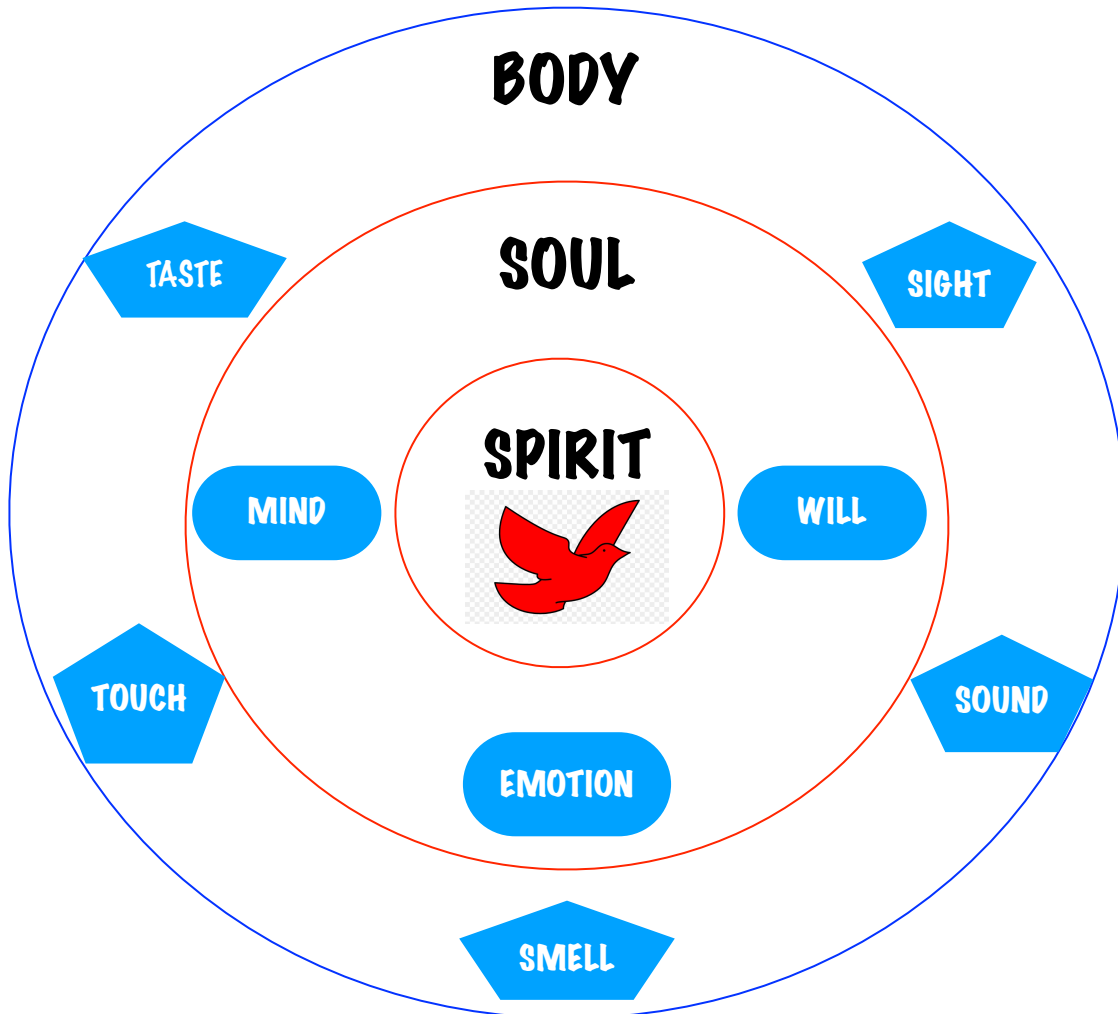 BODY
TASTE
SIGHT
SOUL
SPIRIT
MIND
WILL
TOUCH
SOUND
EMOTION
SMELL